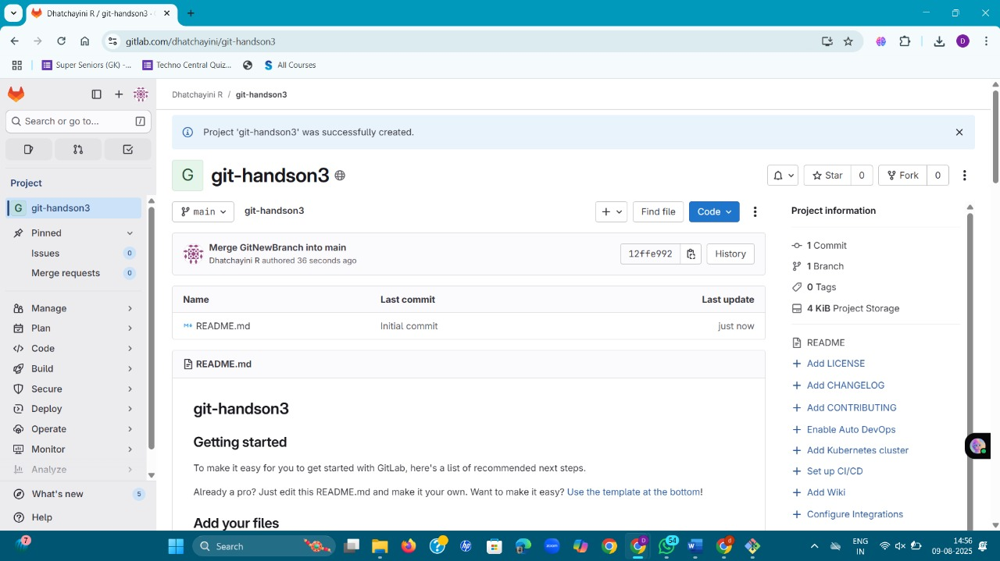 Dhatchayini R / git-handson3 ·
gitlab.com/dhatchayini/git-handson3
D
Super Seniors (GK) -...
Techno Central Quiz...
All Courses
Search or go to...
/
Project
G git-handson3
Pinned
Issues 0
Merge requests 0
Manage
Plan
Code
Build
Secure
Deploy
Operate
Monitor
Analyze
What's new 5
Help
Dhatchayini R / git-handson3
Project 'git-handson3' was successfully created.
G git-handson3
Star 0 Fork 0
main git-handson3 Find file Code
Merge GitNewBranch into main
Dhatchayini R authored 36 seconds ago
12ffe992 History
Name Last commit Last update
README.md Initial commit just now
README.md
git-handson3
Getting started
To make it easy for you to get started with GitLab, here's a list of recommended next steps.
Already a pro? Just edit this README.md and make it your own. Want to make it easy? Use the template at the bottom!
Add your files
Project information
1 Commit
1 Branch
0 Tags
4 KiB Project Storage
README
Add LICENSE
Add CHANGELOG
Add CONTRIBUTING
Enable Auto DevOps
Add Kubernetes cluster
Set up CI/CD
Add Wiki
Configure Integrations
7
Search
hp
zoom
D
54
W
d
ENG
IN
14:56
09-08-2025